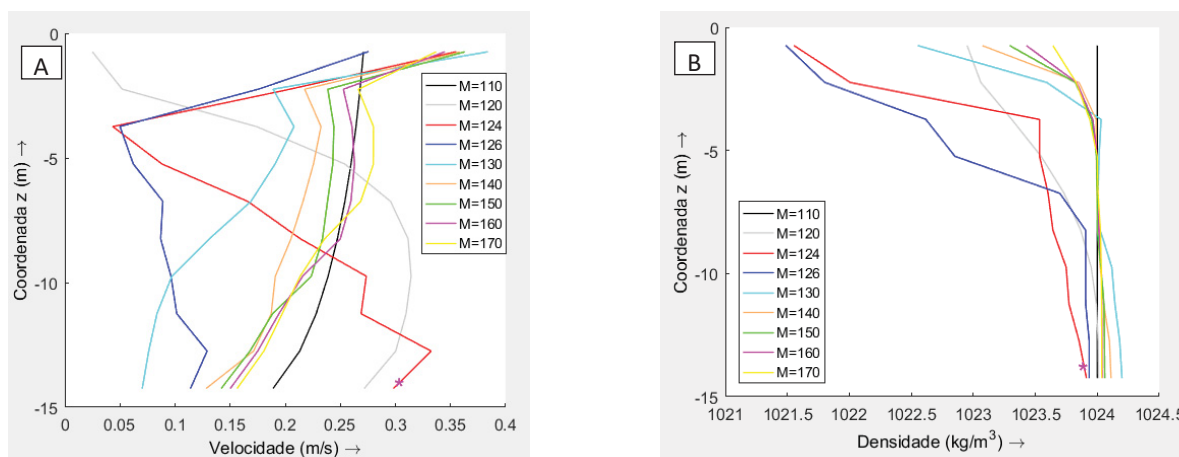 A
0
-5
-10
-15
Coordenada z (m) →
M=110
M=120
M=124
M=126
M=130
M=140
M=150
M=160
M=170
0 0.05 0.1 0.15 0.2 0.25 0.3 0.35 0.4
Velocidade (m/s) →
B
0
-5
-10
-15
Coordenada z (m) →
M=110
M=120
M=124
M=126
M=130
M=140
M=150
M=160
M=170
1021 1021.5 1022 1022.5 1023 1023.5 1024 1024.5
Densidade (kg/m³) →